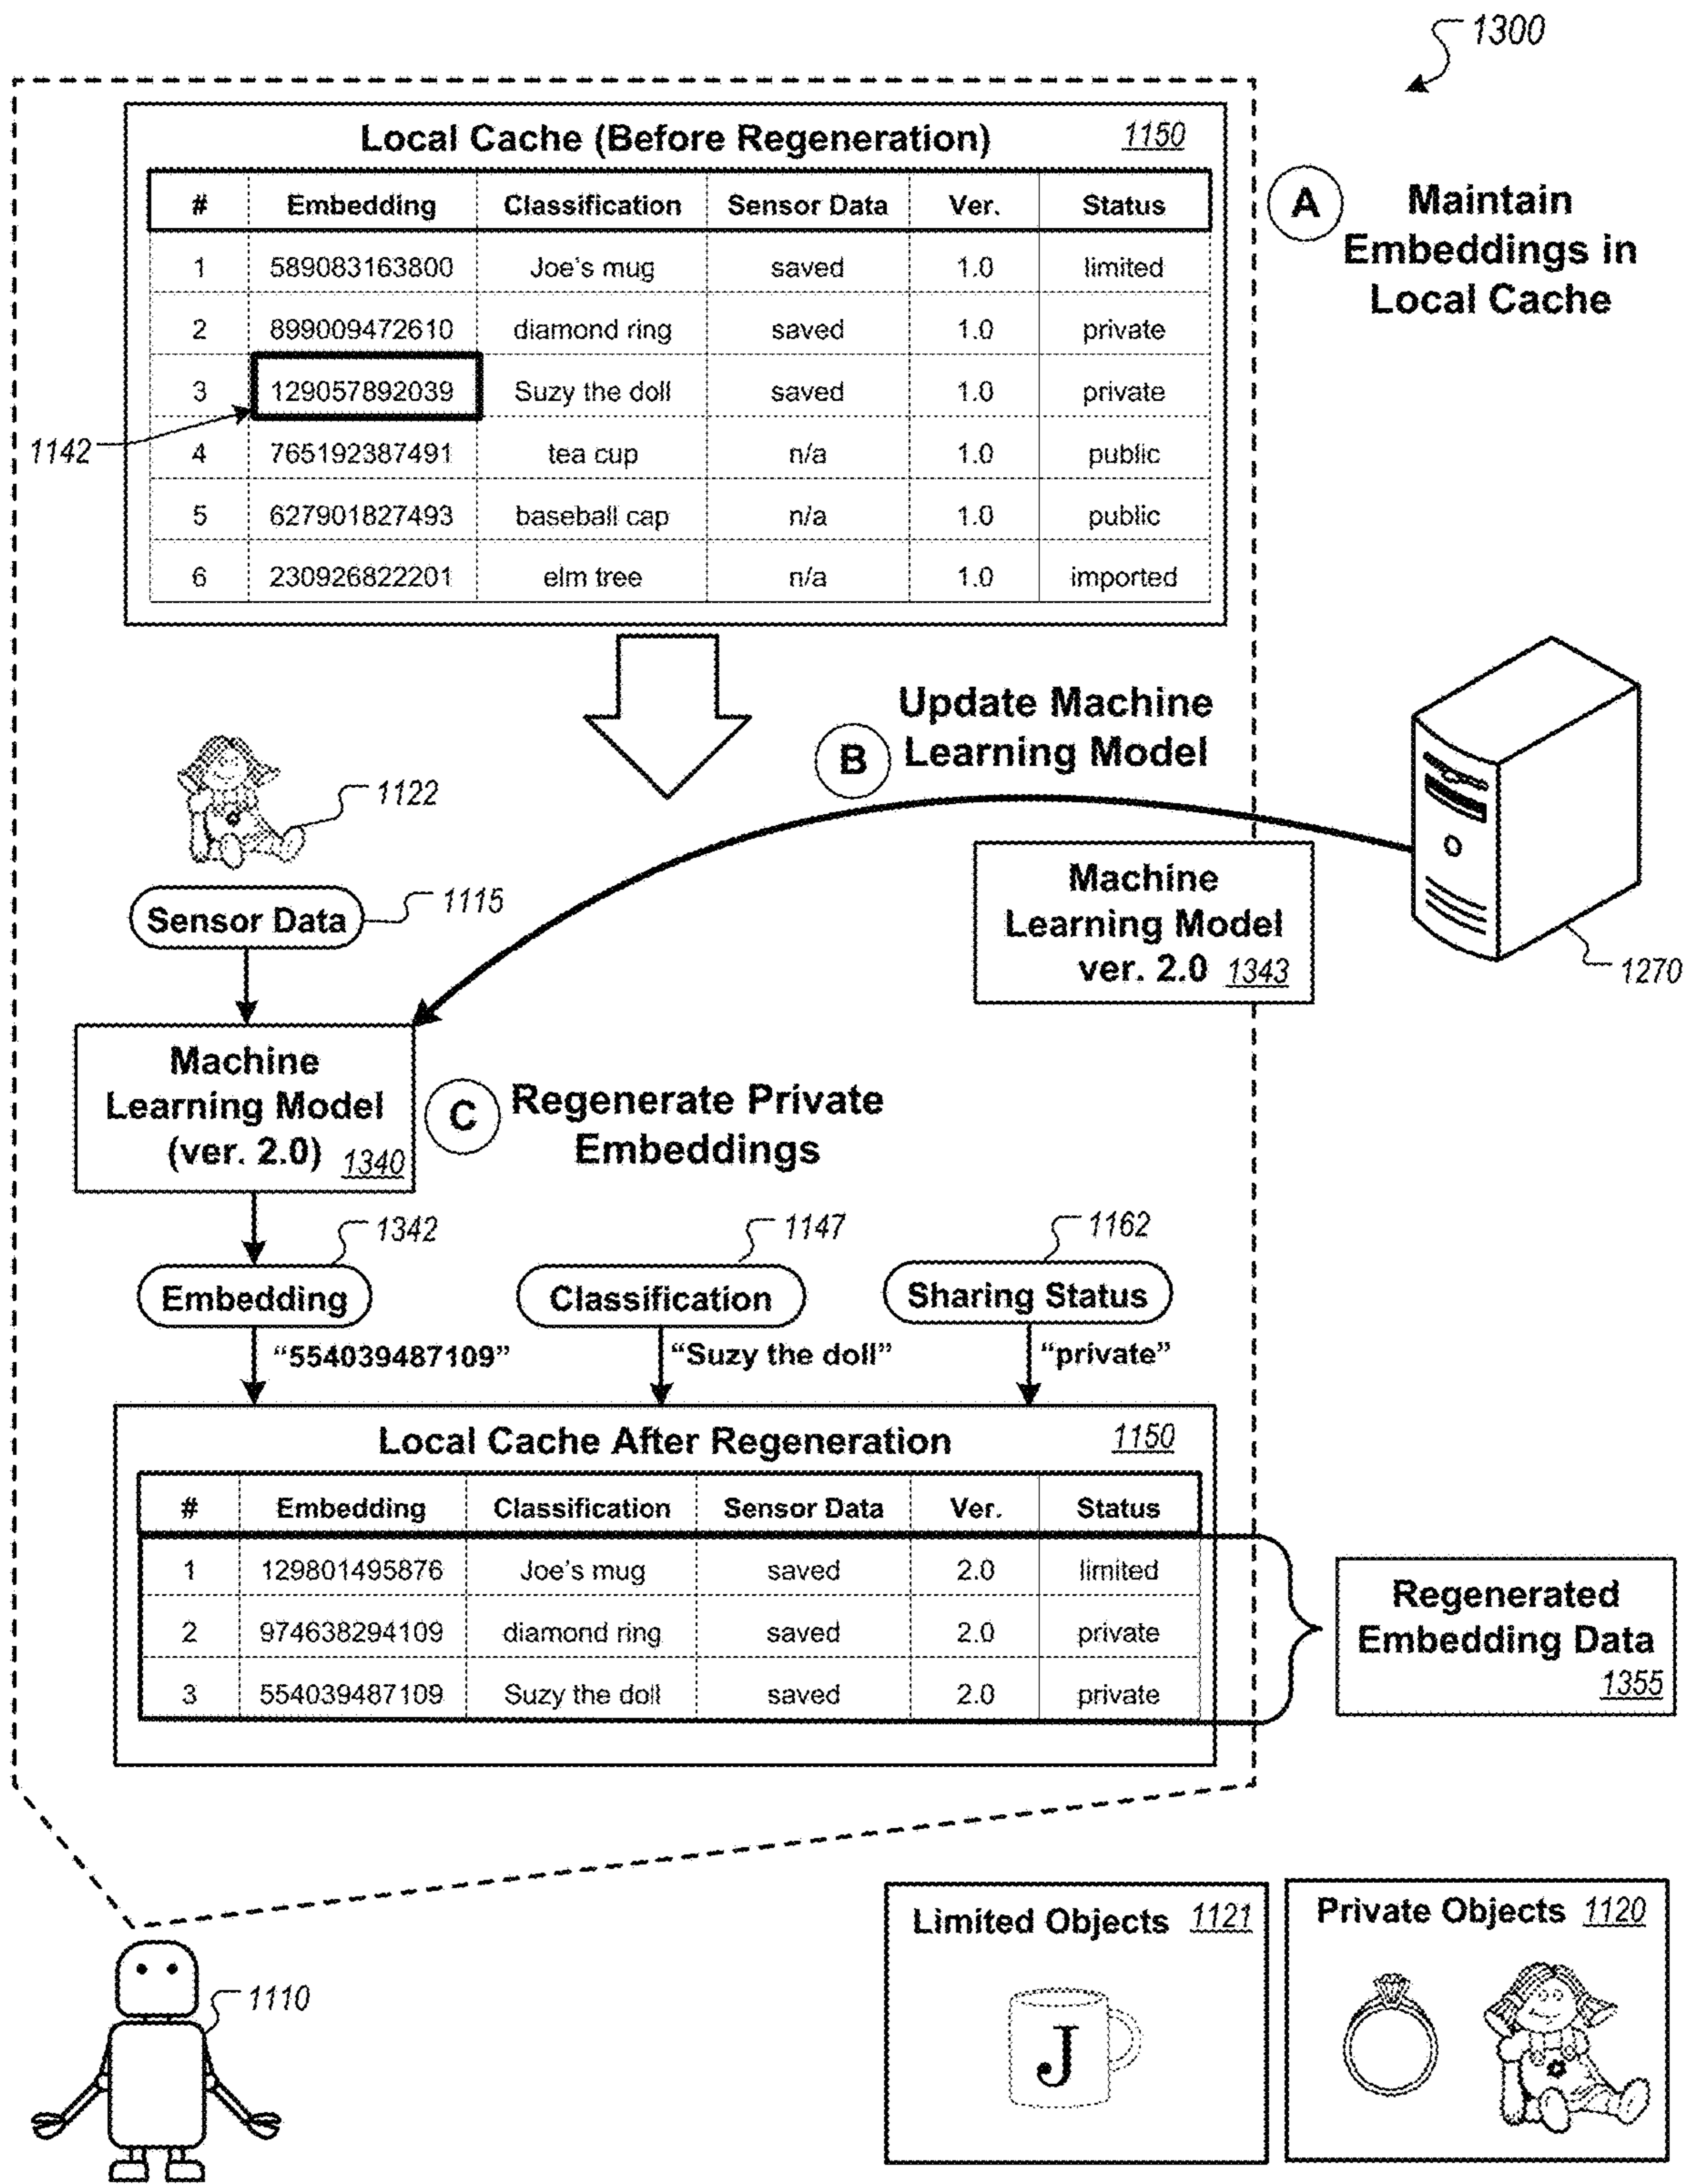 1300
Local Cache (Before Regeneration) 1150
# Embedding Classification Sensor Data Ver. Status
1 589083163800 Joe's mug saved 1.0 limited
2 899009472610 diamond ring saved 1.0 private
3 129057892039 Suzy the doll saved 1.0 private
4 765192387491 tea cup n/a 1.0 public
5 627901827493 baseball cap n/a 1.0 public
6 230926822201 elm tree n/a 1.0 imported
1142
A Maintain
Embeddings in
Local Cache
B Update Machine
Learning Model
1122
Sensor Data 1115
Machine
Learning Model
ver. 2.0 1343
1270
Machine
Learning Model
(ver. 2.0) 1340
C Regenerate Private
Embeddings
1342 1147 1162
Embedding Classification Sharing Status
“554039487109” “Suzy the doll” “private”
Local Cache After Regeneration 1150
# Embedding Classification Sensor Data Ver. Status
1 129801495876 Joe's mug saved 2.0 limited
2 974638294109 diamond ring saved 2.0 private
3 554039487109 Suzy the doll saved 2.0 private
Regenerated
Embedding Data
1355
1110
Limited Objects 1121
J
Private Objects 1120